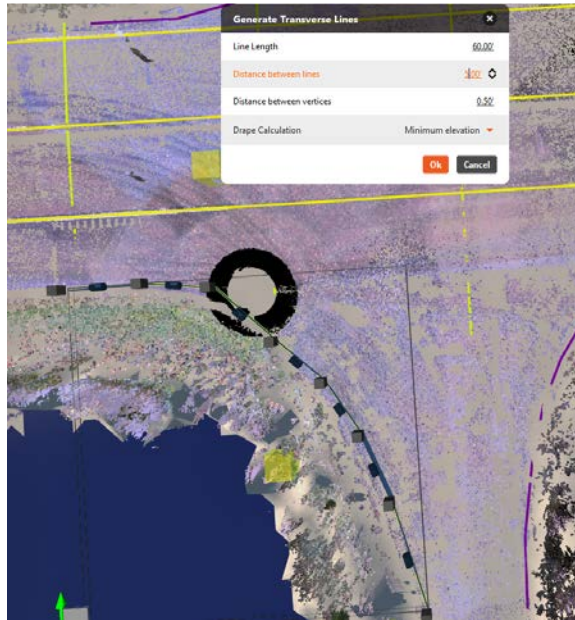 Generate Transverse Lines
Line Length 60.00'
Distance between lines
Distance between vertices 0.50'
Drape Calculation Minimum elevation
Ok Cancel